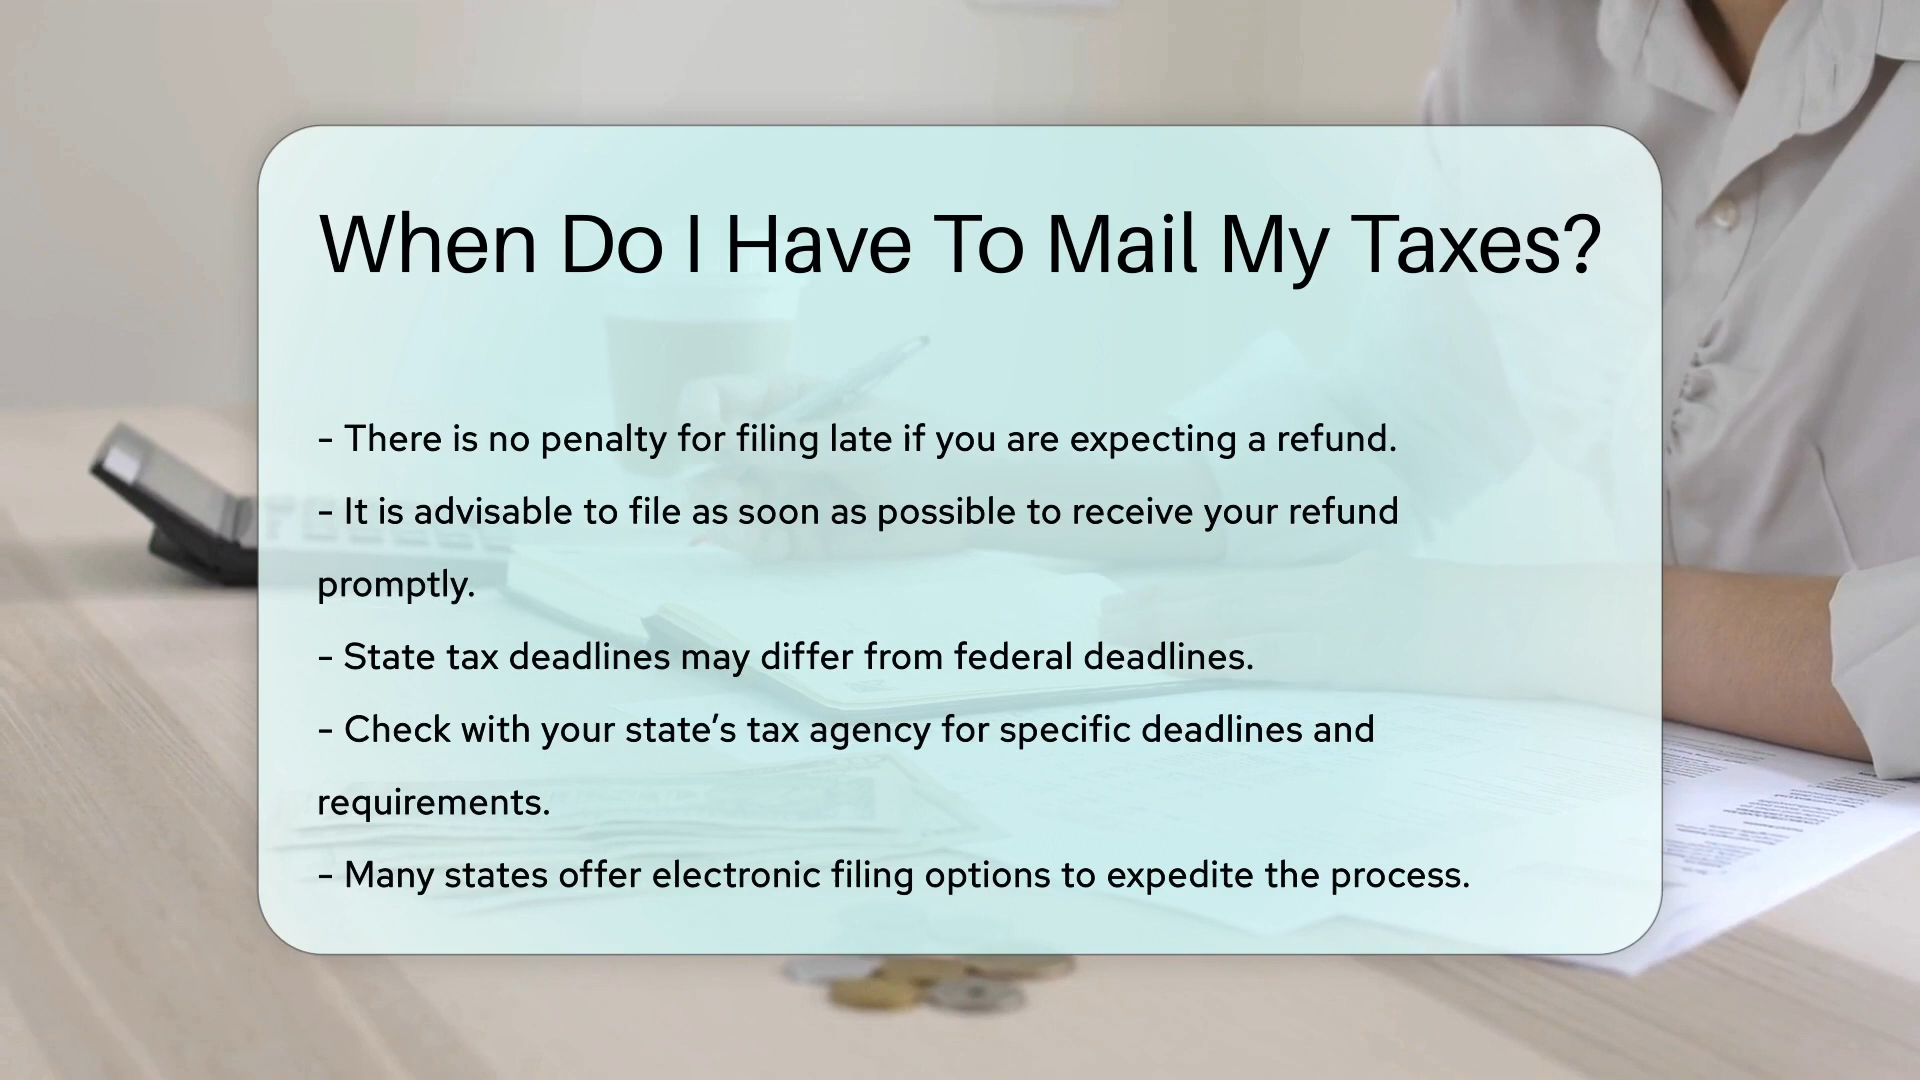 When Do I Have To Mail My Taxes?
- There is no penalty for filing late if you are expecting a refund.
- It is advisable to file as soon as possible to receive your refund
promptly.
- State tax deadlines may differ from federal deadlines.
- Check with your state’s tax agency for specific deadlines and
requirements.
- Many states offer electronic filing options to expedite the process.